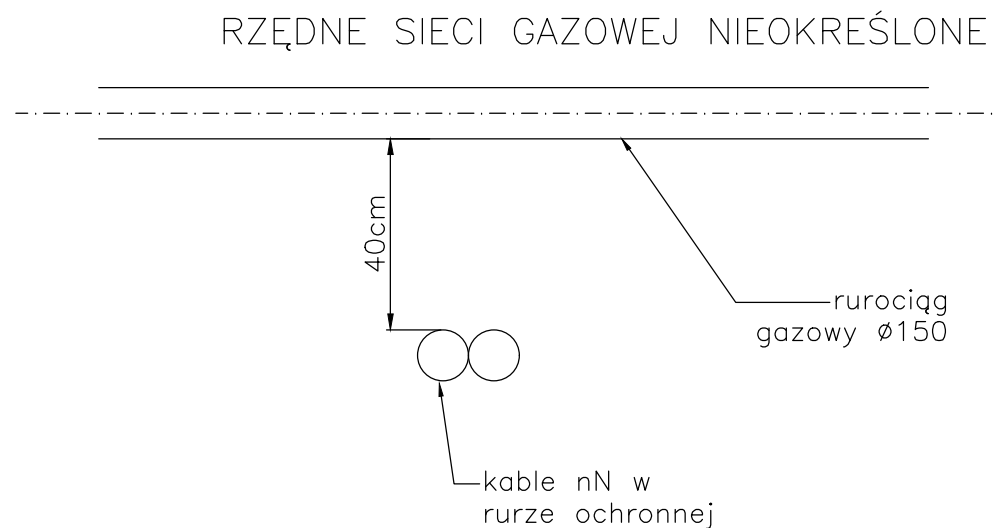 RZĘDNE SIECI GAZOWEJ NIEOKREŚLONE
40cm
rurociąg
gazowy ø150
kable nN w
rurze ochronnej